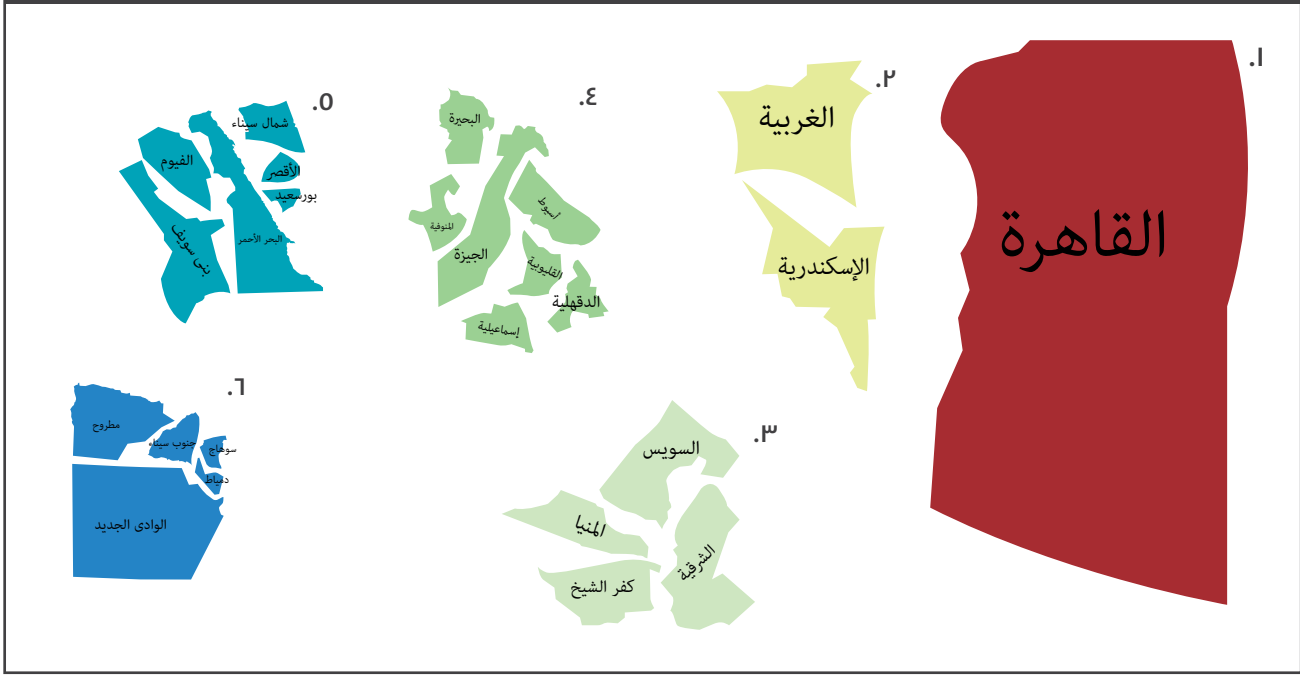 ١.
القاهرة
٢.
الغربية
الإسكندرية
٣.
السويس
المنيا
الشرقية
كفر الشيخ
٤.
البحيرة
أسيوط
المنوفية
الجيزة
القليوبية
الدقهلية
إسماعيلية
٥.
شمال سيناء
الفيوم
الأقصر
بورسعيد
بنى سويف
البحر الأحمر
٦.
مطروح
جنوب سيناء
سوهاج
دمياط
الوادى الجديد